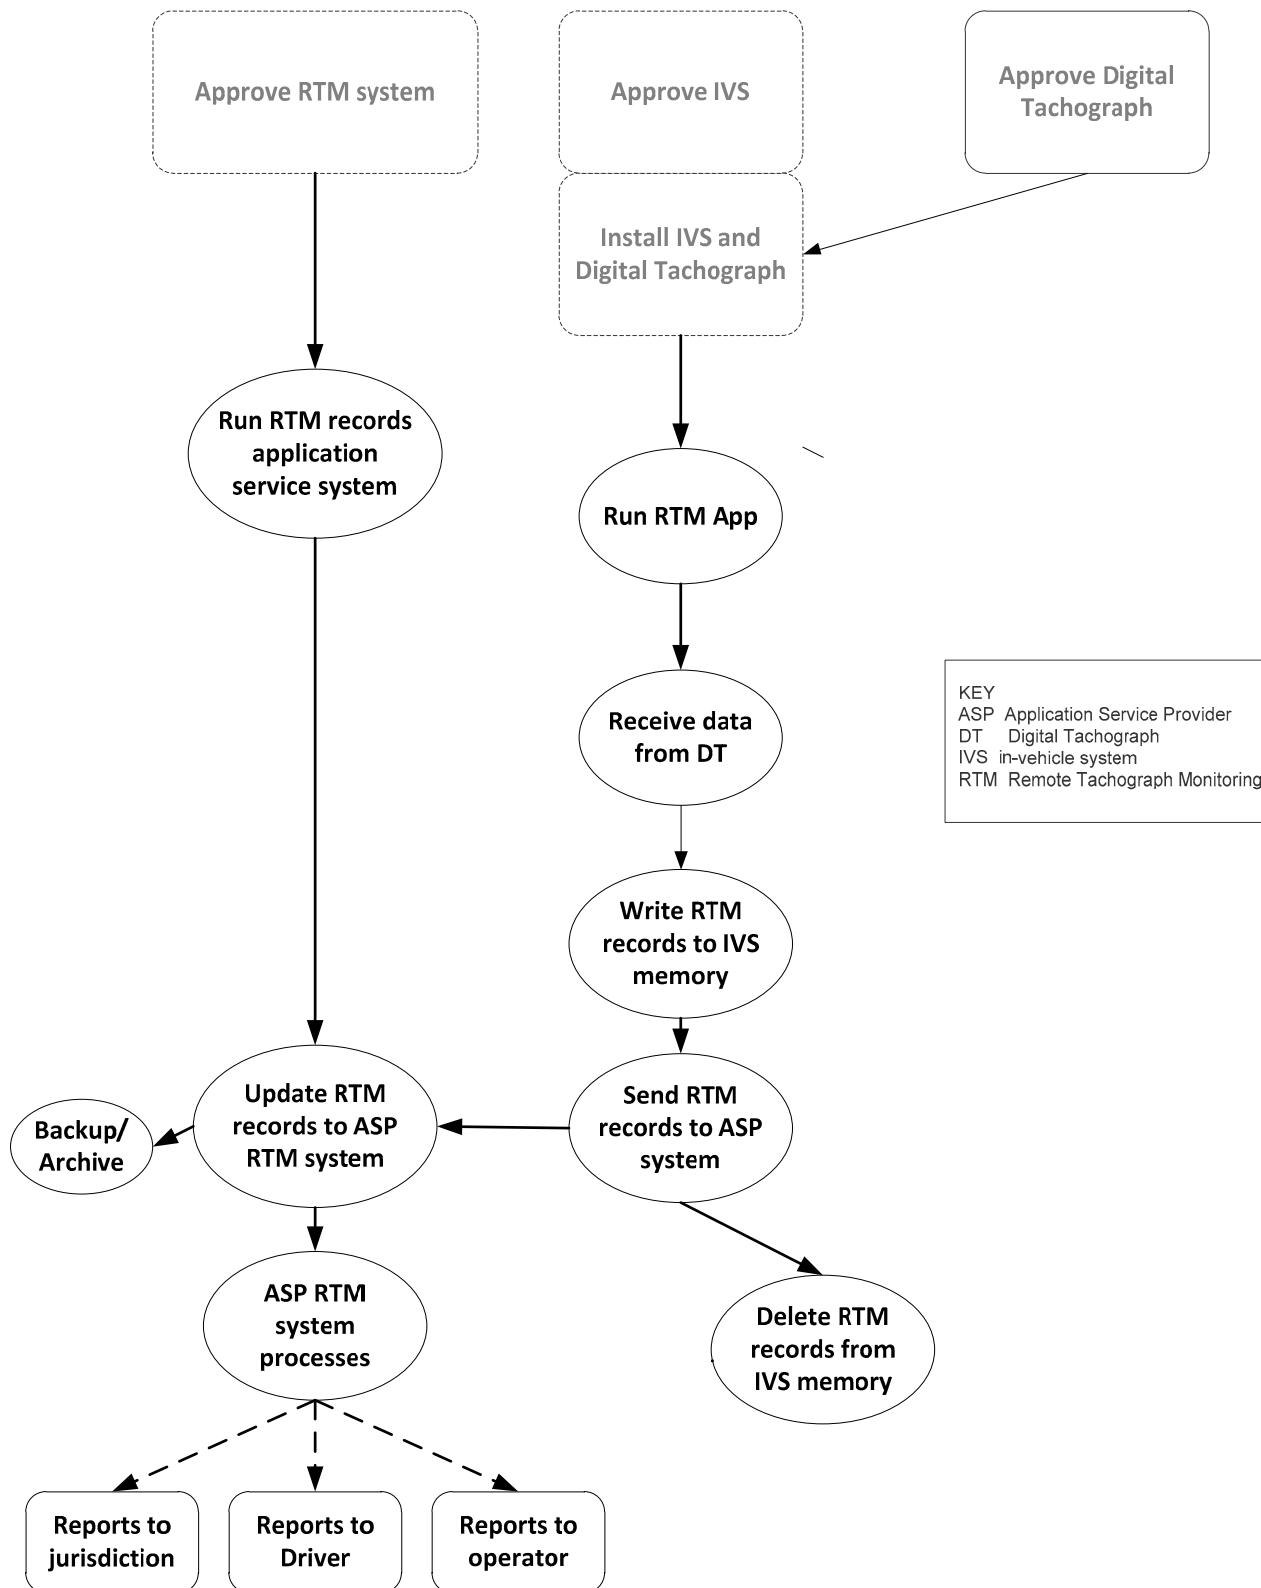 Approve RTM system
Approve IVS
Approve Digital
Tachograph
Install IVS and
Digital Tachograph
Run RTM records
application
service system
Run RTM App
Receive data
from DT
KEY
ASP Application Service Provider
DT Digital Tachograph
IVS in-vehicle system
RTM Remote Tachograph Monitoring
Write RTM
records to IVS
memory
Update RTM
records to ASP
RTM system
Send RTM
records to ASP
system
Backup/
Archive
ASP RTM
system
processes
Delete RTM
records from
IVS memory
Reports to
jurisdiction
Reports to
Driver
Reports to
operator